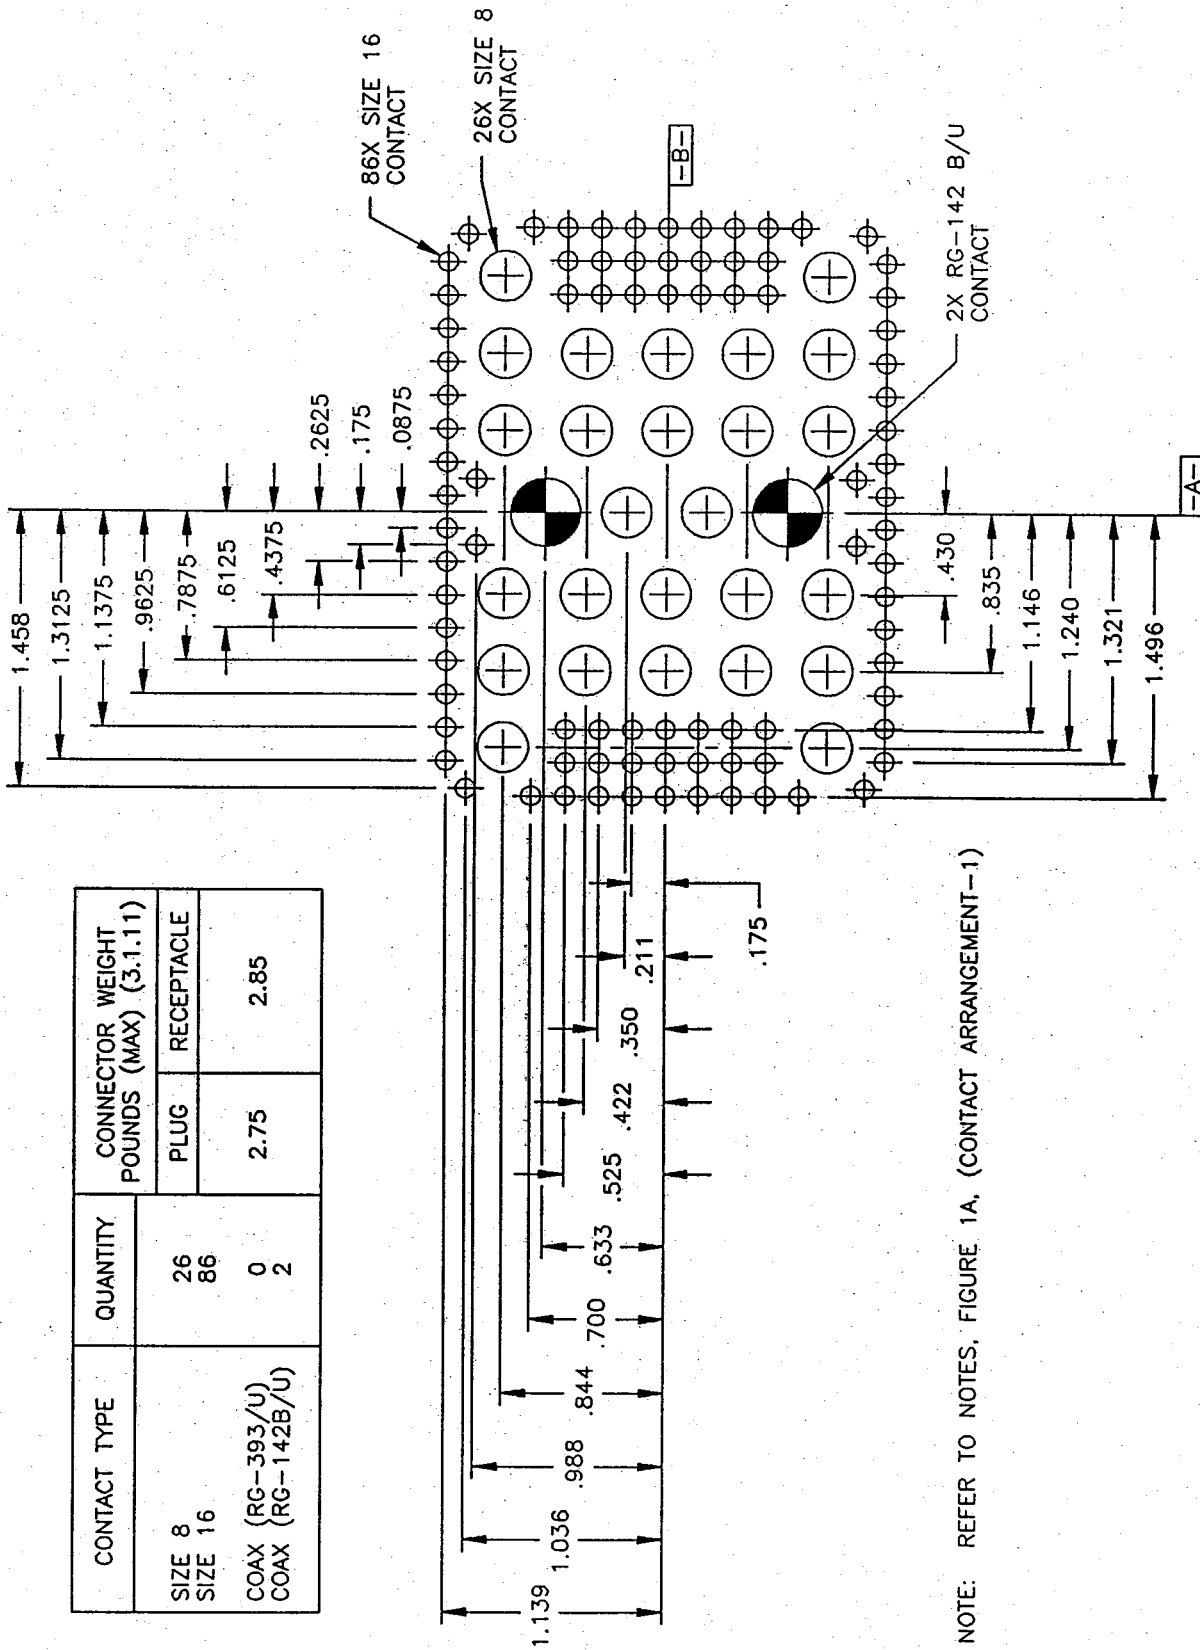 CONTACT TYPE
QUANTITY
CONNECTOR WEIGHT
POUNDS (MAX) (3.1.11)
PLUG
RECEPTACLE
SIZE 8
26
SIZE 16
86
COAX (RG-393/U)
0
COAX (RG-142B/U)
2
2.75
2.85
1.458
1.3125
1.1375
.9625
.7875
.6125
.4375
.2625
.175
.0875
86X SIZE 16
CONTACT
26X SIZE 8
CONTACT
-B-
2X RG-142 B/U
CONTACT
-A-
.430
.835
1.146
1.240
1.321
1.496
1.139
1.036
.988
.844
.700
.633
.525
.422
.350
.211
.175
NOTE: REFER TO NOTES, FIGURE 1A, (CONTACT ARRANGEMENT-1)